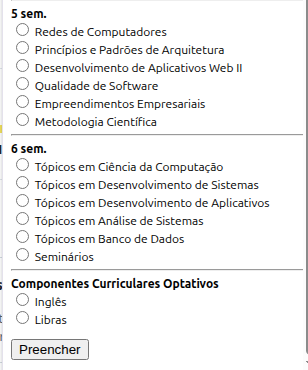 5 sem.
Redes de Computadores
Princípios e Padrões de Arquitetura
Desenvolvimento de Aplicativos Web II
Qualidade de Software
Empreendimentos Empresariais
Metodologia Científica
6 sem.
Tópicos em Ciência da Computação
Tópicos em Desenvolvimento de Sistemas
Tópicos em Desenvolvimento de Aplicativos
Tópicos em Análise de Sistemas
Tópicos em Banco de Dados
Seminários
Componentes Curriculares Optativos
Inglês
Libras
Preencher